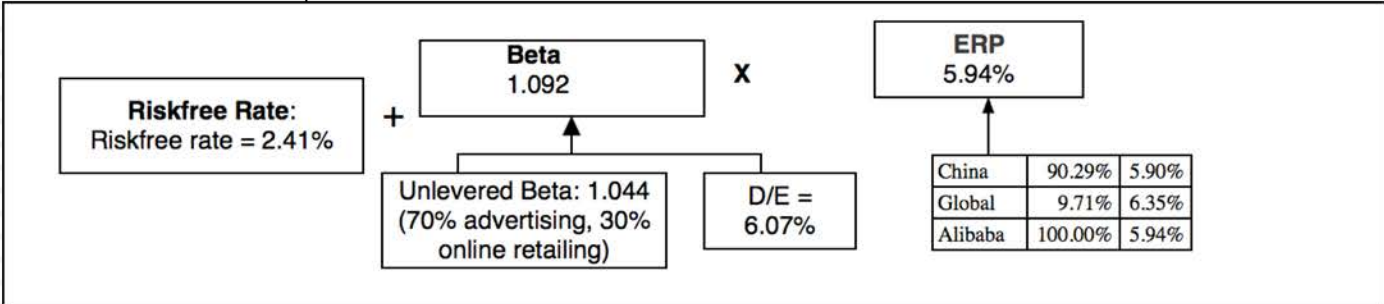 Riskfree Rate:
Riskfree rate = 2.41%
+
Beta
1.092
X
ERP
5.94%
Unlevered Beta: 1.044
(70% advertising, 30%
online retailing)
D/E =
6.07%
China 90.29% 5.90%
Global 9.71% 6.35%
Alibaba 100.00% 5.94%